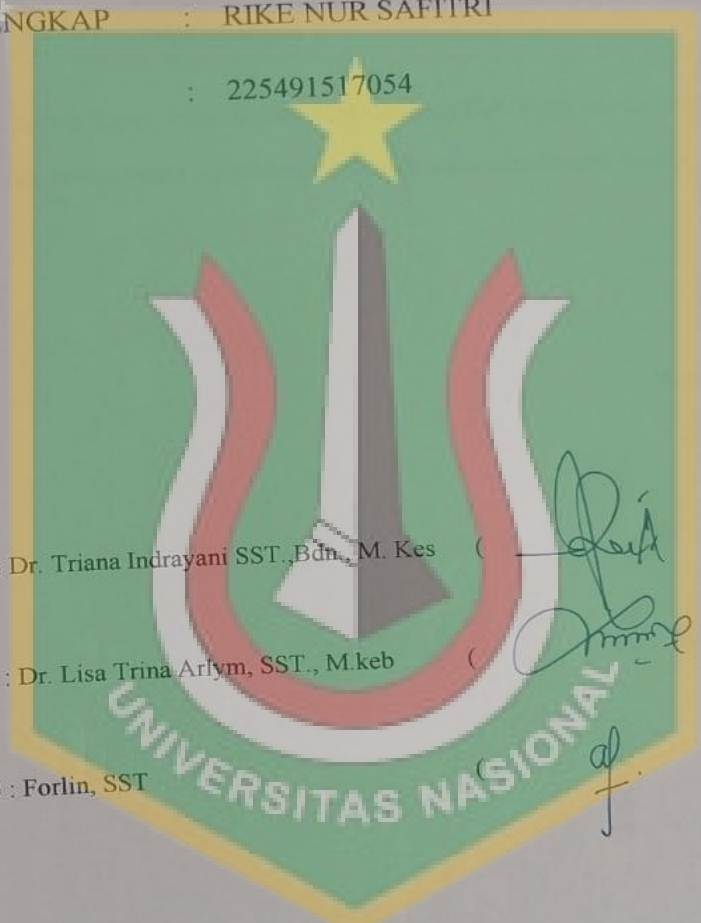 NGKAP : RIKE NUR SAFITRI
: 225491517054
Dr. Triana Indrayani SST.,Bdn., M. Kes (
: Dr. Lisa Trina Arlym, SST., M.keb (
: Forlin, SST (
UNIVERSITAS NASIONAL